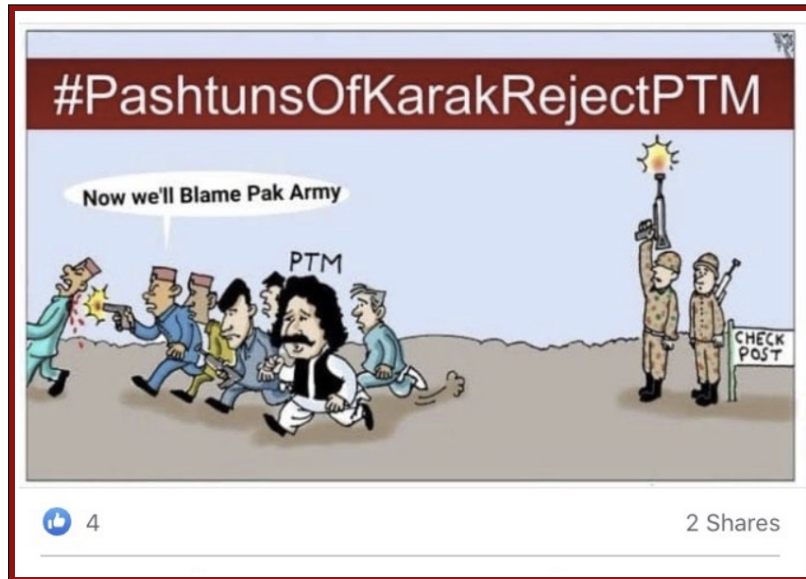 #PashtunsOfKarakRejectPTM
Now we'll Blame Pak Army
PTM
CHECK
POST
4
2 Shares